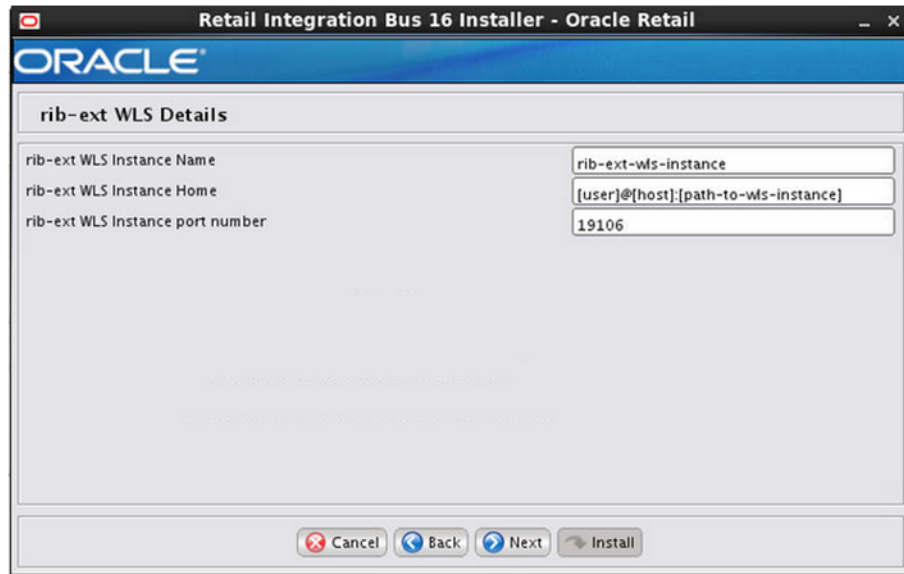 Retail Integration Bus 16 Installer - Oracle Retail
ORACLE®
rib-ext WLS Details
rib-ext WLS Instance Name
rib-ext-wls-instance
rib-ext WLS Instance Home
[user]@[host]:[path-to-wls-instance]
rib-ext WLS Instance port number
19106
Cancel
Back
Next
Install